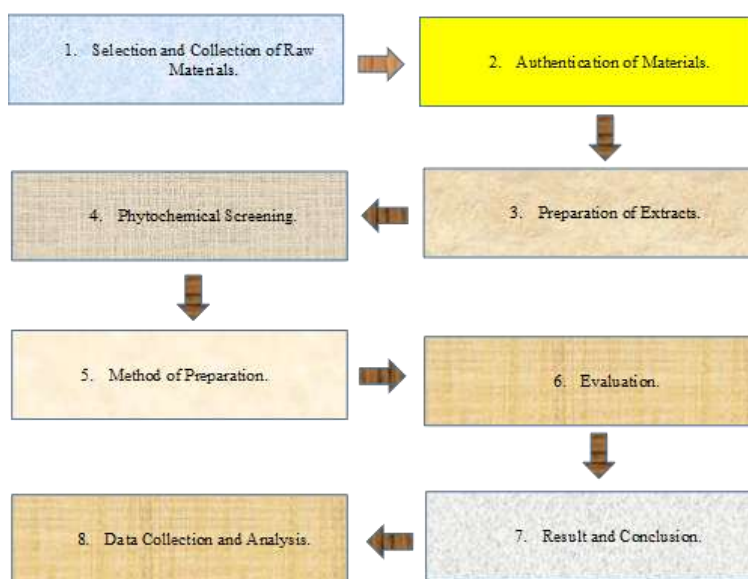 1. Selection and Collection of Raw
Materials.
2. Authentication of Materials.
3. Preparation of Extracts.
4. Phytochemical Screening.
5. Method of Preparation.
6. Evaluation.
7. Result and Conclusion.
8. Data Collection and Analysis.